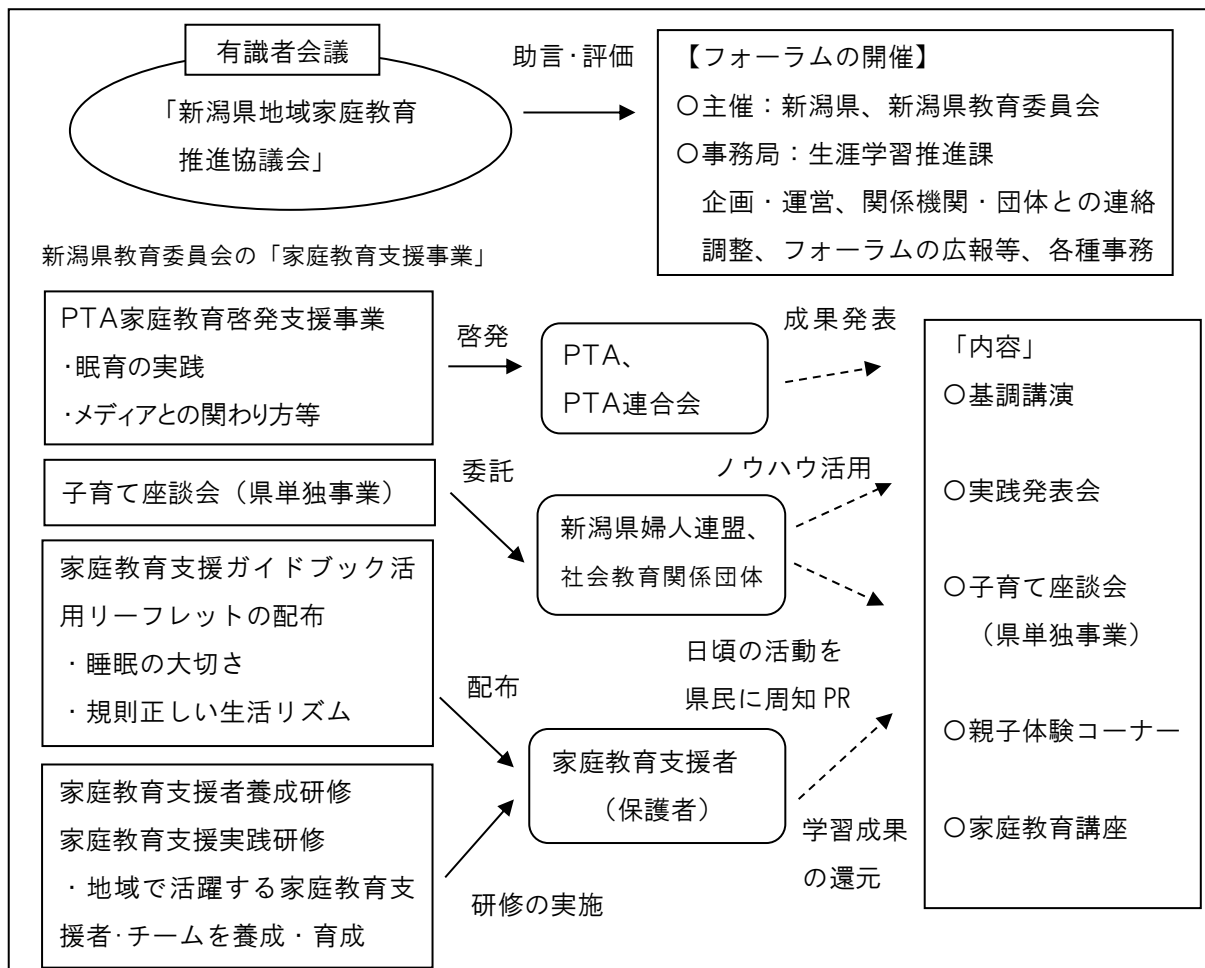 有識者会議
「新潟県地域家庭教育
推進協議会」
助言・評価
【フォーラムの開催】
○主催：新潟県、新潟県教育委員会
○事務局：生涯学習推進課
企画・運営、関係機関・団体との連絡
調整、フォーラムの広報等、各種事務
新潟県教育委員会の「家庭教育支援事業」
PTA家庭教育啓発支援事業
・眠育の実践
・メディアとの関わり方等
啓発
PTA、
PTA連合会
成果発表
子育て座談会（県単独事業）
委託
新潟県婦人連盟、
社会教育関係団体
ノウハウ活用
家庭教育支援ガイドブック活
用リーフレットの配布
・睡眠の大切さ
・規則正しい生活リズム
配布
日頃の活動を
県民に周知 PR
家庭教育支援者
（保護者）
家庭教育支援者養成研修
家庭教育支援実践研修
・地域で活躍する家庭教育支
援者・チームを養成・育成
研修の実施
学習成果
の還元
「内容」
○基調講演
○実践発表会
○子育て座談会
（県単独事業）
○親子体験コーナー
○家庭教育講座